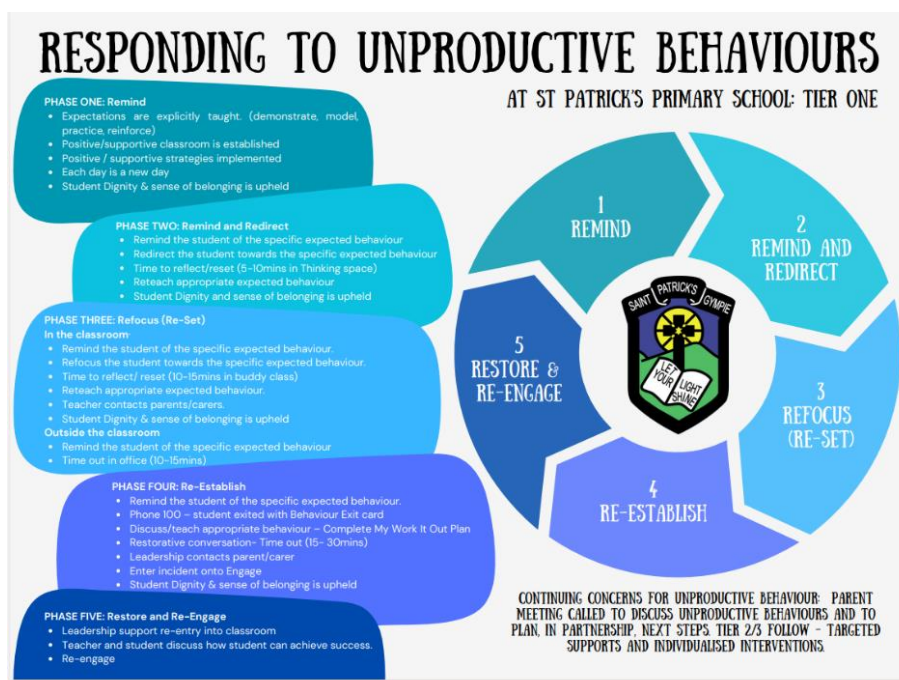 RESPONDING TO UNPRODUCTIVE BEHAVIOURS
AT ST PATRICK'S PRIMARY SCHOOL: TIER ONE
PHASE ONE: Remind
• Expectations are explicitly taught. (demonstrate, model,
practice, reinforce)
• Positive/supportive classroom is established
• Positive / supportive strategies implemented
• Each day is a new day
• Student Dignity & sense of belonging is upheld
PHASE TWO: Remind and Redirect
• Remind the student of the specific expected behaviour
• Redirect the student towards the specific expected behaviour
• Time to reflect/reset (5-10mins in Thinking space)
• Reteach appropriate expected behaviour
• Student Dignity and sense of belonging is upheld
PHASE THREE: Refocus (Re-Set)
In the classroom
• Remind the student of the specific expected behaviour.
• Refocus the student towards the specific expected behaviour.
• Time to reflect/ reset (10-15mins in buddy class)
• Reteach appropriate expected behaviour.
• Teacher contacts parents/carers.
• Student Dignity & sense of belonging is upheld
Outside the classroom
• Remind the student of the specific expected behaviour
• Time out in office (10-15mins)
PHASE FOUR: Re-Establish
• Remind the student of the specific expected behaviour.
• Phone 100 – student exited with Behaviour Exit card
• Discuss/teach appropriate behaviour – Complete My Work It Out Plan
• Restorative conversation- Time out (15- 30mins)
• Leadership contacts parent/carer
• Enter incident onto Engage
• Student Dignity & sense of belonging is upheld
PHASE FIVE: Restore and Re-Engage
• Leadership support re-entry into classroom
• Teacher and student discuss how student can achieve success.
• Re-engage
1
REMIND
2
REMIND AND
REDIRECT
3
REFOCUS
(RE-SET)
4
RE-ESTABLISH
5
RESTORE &
RE-ENGAGE
SAINT PATRICK'S GYMPIE
LET
YOUR
LIGHT
SHINE
CONTINUING CONCERNS FOR UNPRODUCTIVE BEHAVIOUR: PARENT
MEETING CALLED TO DISCUSS UNPRODUCTIVE BEHAVIOURS AND TO
PLAN, IN PARTNERSHIP, NEXT STEPS. TIER 2/3 FOLLOW - TARGETED
SUPPORTS AND INDIVIDUALISED INTERVENTIONS.